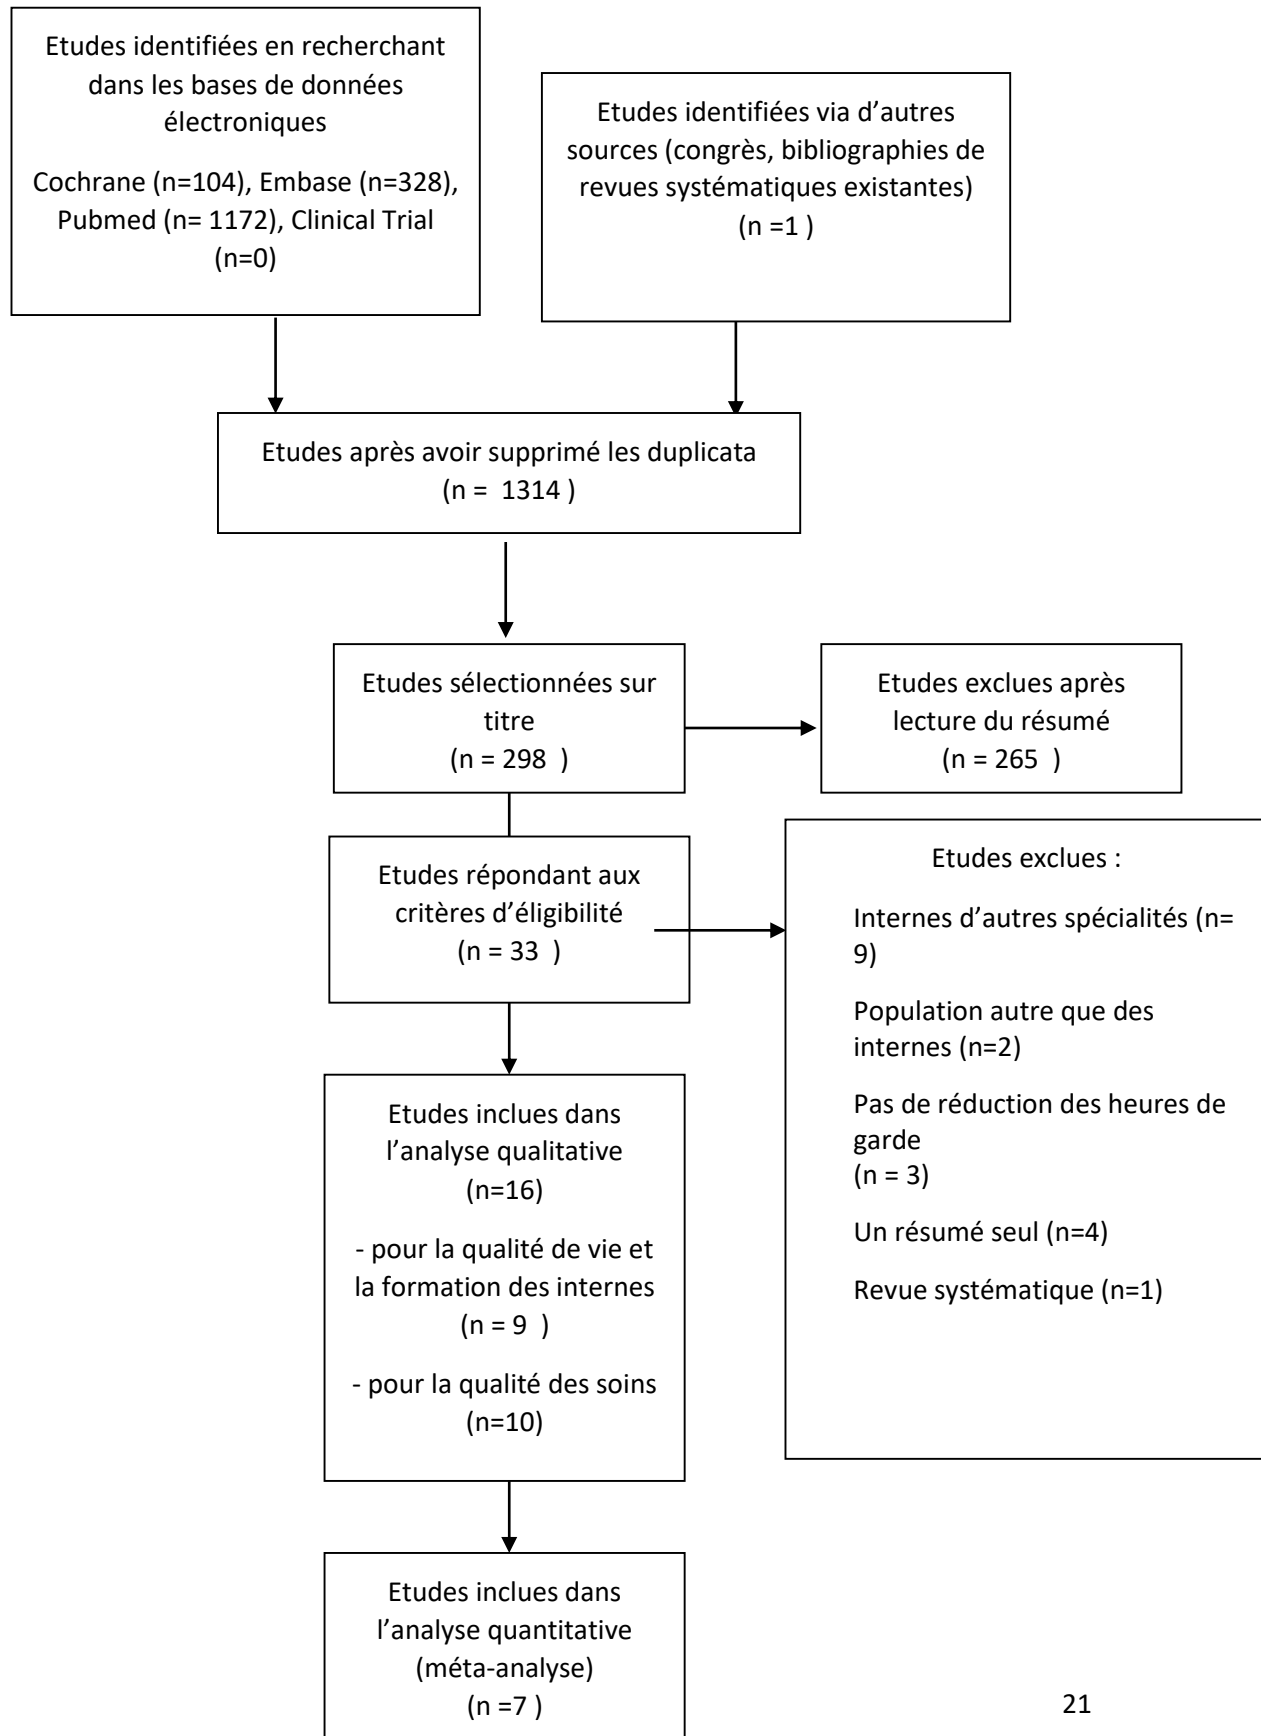 Etudes identifiées en recherchant
dans les bases de données
électroniques
Cochrane (n=104), Embase (n=328),
Pubmed (n= 1172), Clinical Trial
(n=0)
Etudes identifiées via d’autres
sources (congrès, bibliographies de
revues systématiques existantes)
(n =1 )
Etudes après avoir supprimé les duplicata
(n = 1314 )
Etudes sélectionnées sur
titre
(n = 298 )
Etudes exclues après
lecture du résumé
(n = 265 )
Etudes répondant aux
critères d’éligibilité
(n = 33 )
Etudes exclues :
Internes d’autres spécialités (n=
9)
Population autre que des
internes (n=2)
Pas de réduction des heures de
garde
(n = 3)
Un résumé seul (n=4)
Revue systématique (n=1)
Etudes inclues dans
l’analyse qualitative
(n=16)
- pour la qualité de vie et
la formation des internes
(n = 9 )
- pour la qualité des soins
(n=10)
Etudes inclues dans
l’analyse quantitative
(méta-analyse)
(n =7 )
21